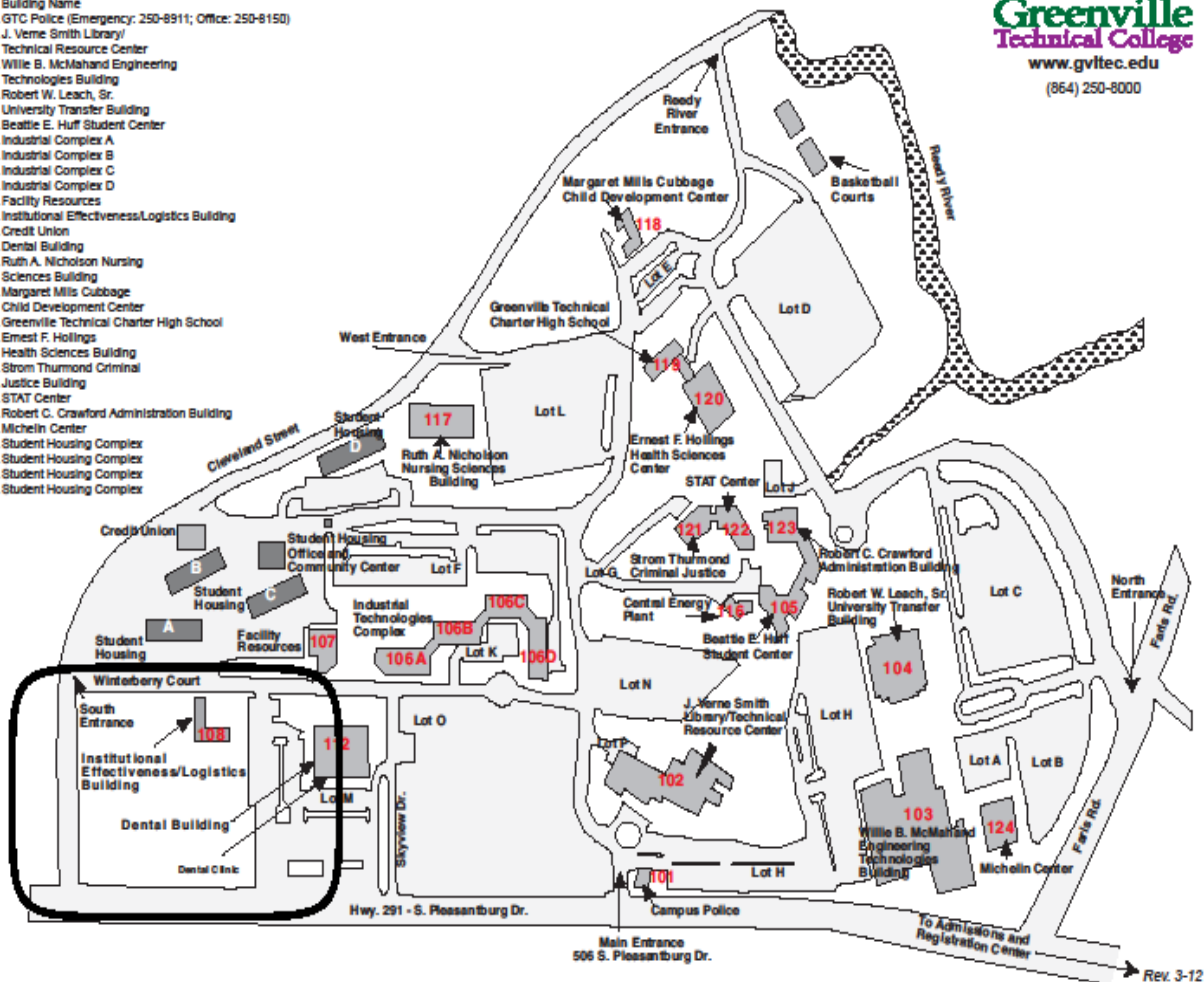 Building Name
GTC Police (Emergency: 250-8911; Office: 250-8150)
J. Verne Smith Library/
Technical Resource Center
Willie B. McMahand Engineering
Technologies Building
Robert W. Leach, Sr.
University Transfer Building
Beattie E. Huff Student Center
Industrial Complex A
Industrial Complex B
Industrial Complex C
Industrial Complex D
Facility Resources
Institutional Effectiveness/Logistics Building
Credit Union
Dental Building
Ruth A. Nicholson Nursing
Sciences Building
Margaret Mills Cubbage
Child Development Center
Greenville Technical Charter High School
Ernest F. Hollings
Health Sciences Building
Strom Thurmond Criminal
Justice Building
STAT Center
Robert C. Crawford Administration Building
Michelin Center
Student Housing Complex
Student Housing Complex
Student Housing Complex
Student Housing Complex
Greenville
Technical College
www.gvltec.edu
(864) 250-8000
Reedy
River
Entrance
Basketball
Courts
Reedy River
Margaret Mills Cubbage
Child Development Center
118
Lot E
Lot D
Greenville Technical
Charter High School
119
120
West Entrance
Lot L
Ernest F. Hollings
Health Sciences
Center
Cleveland Street
Student
Housing
D
117
Ruth A. Nicholson
Nursing Sciences
Building
STAT Center
Lot J
121
122
123
Strom Thurmond
Criminal Justice
Robert C. Crawford
Administration Building
Credit Union
B
Student Housing
Office and
Community Center
Lot F
Lot G
Student
Housing
C
A
Student
Housing
Facility
Resources
107
Industrial
Technologies
Complex
106A
106B
106C
106D
Lot K
Central Energy
Plant
116
105
Beattie E. Huff
Student Center
Robert W. Leach, Sr.
University Transfer
Building
104
Lot C
North
Entrance
Faris Rd.
Winterberry Court
South
Entrance
108
Institutional
Effectiveness/Logistics
Building
112
Lot O
Lot N
Lot H
J. Verne Smith
Library/Technical
Resource Center
Lot P
102
Lot A
Lot B
Lot M
Dental Building
Dental Clinic
Skyview Dr.
103
Willie B. McMahand
Engineering
Technologies
Building
124
Michelin Center
Faris Rd.
101
Lot H
Hwy. 291 - S. Pleasantburg Dr.
Campus Police
Main Entrance
506 S. Pleasantburg Dr.
To Admissions and
Registration Center
Rev. 3-12